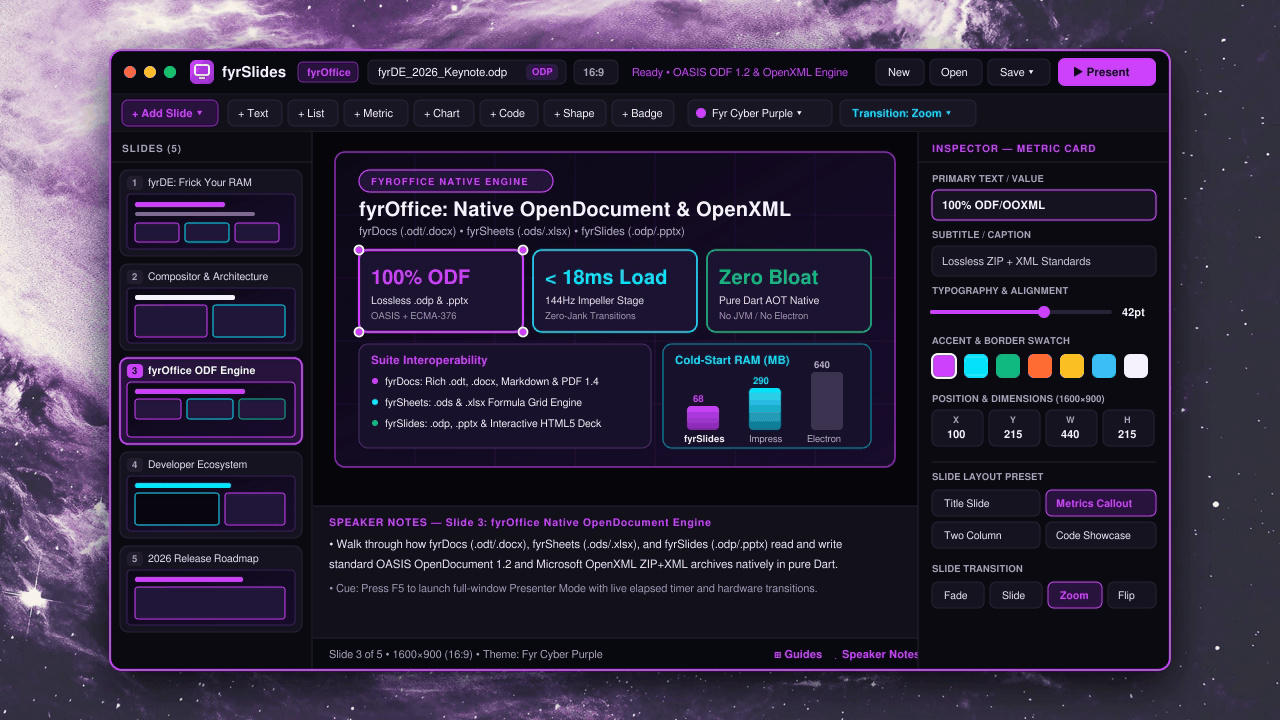 fyrSlides
fyrOffice
fyrDE_2026_Keynote.odp ODP
16:9
Ready • OASIS ODF 1.2 & OpenXML Engine
New
Open
Save ▾
▶ Present
+ Add Slide ▾
+ Text
+ List
+ Metric
+ Chart
+ Code
+ Shape
+ Badge
Fyr Cyber Purple ▾
Transition: Zoom ▾
SLIDES (5)
1 fyrDE: Frick Your RAM
2 Compositor & Architecture
3 fyrOffice ODF Engine
4 Developer Ecosystem
5 2026 Release Roadmap
FYROFFICE NATIVE ENGINE
fyrOffice: Native OpenDocument & OpenXML
fyrDocs (.odt/.docx) • fyrSheets (.ods/.xlsx) • fyrSlides (.odp/.pptx)
100% ODF
Lossless .odp & .pptx
OASIS + ECMA-376
< 18ms Load
144Hz Impeller Stage
Zero-Jank Transitions
Zero Bloat
Pure Dart AOT Native
No JVM / No Electron
Suite Interoperability
fyrDocs: Rich .odt, .docx, Markdown & PDF 1.4
fyrSheets: .ods & .xlsx Formula Grid Engine
fyrSlides: .odp, .pptx & Interactive HTML5 Deck
Cold-Start RAM (MB)
68
290
640
fyrSlides
Impress
Electron
SPEAKER NOTES — Slide 3: fyrOffice Native OpenDocument Engine
• Walk through how fyrDocs (.odt/.docx), fyrSheets (.ods/.xlsx), and fyrSlides (.odp/.pptx) read and write
standard OASIS OpenDocument 1.2 and Microsoft OpenXML ZIP+XML archives natively in pure Dart.
• Cue: Press F5 to launch full-window Presenter Mode with live elapsed timer and hardware transitions.
Slide 3 of 5 • 1600×900 (16:9) • Theme: Fyr Cyber Purple
⊞ Guides
Speaker Notes
INSPECTOR — METRIC CARD
PRIMARY TEXT / VALUE
100% ODF/OOXML
SUBTITLE / CAPTION
Lossless ZIP + XML Standards
TYPOGRAPHY & ALIGNMENT
42pt
ACCENT & BORDER SWATCH
POSITION & DIMENSIONS (1600×900)
X Y W H
100 215 440 215
SLIDE LAYOUT PRESET
Title Slide
Metrics Callout
Two Column
Code Showcase
SLIDE TRANSITION
Fade
Slide
Zoom
Flip